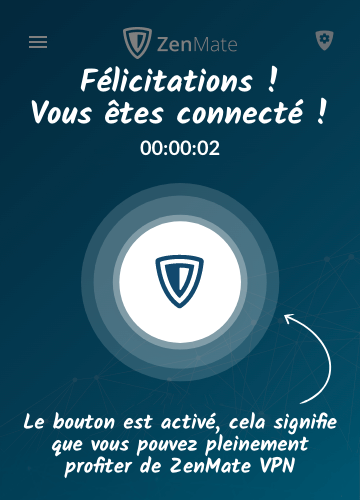 ZenMate
Félicitations !
Vous êtes connecté !
00:00:02
Le bouton est activé, cela signifie
que vous pouvez pleinement
profiter de ZenMate VPN